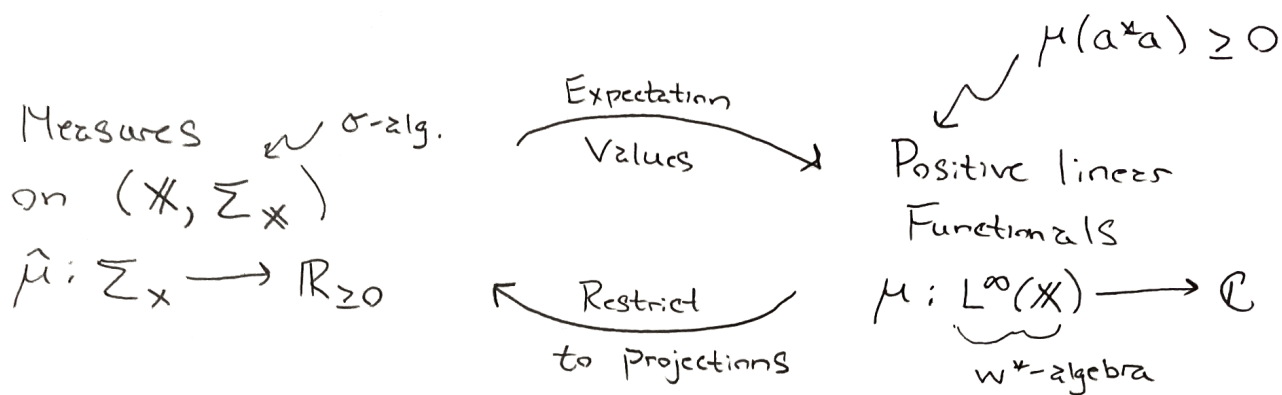 μ(a*a) ≥ 0
Expectation
Values
Measures
σ-alg.
on (𝕏, Σ_𝕏)
μ̂ : Σ_x → ℝ≥0
Restrict
to projections
Positive linear
Functionals
μ : L^∞(𝕏) → ℂ
w*-algebra